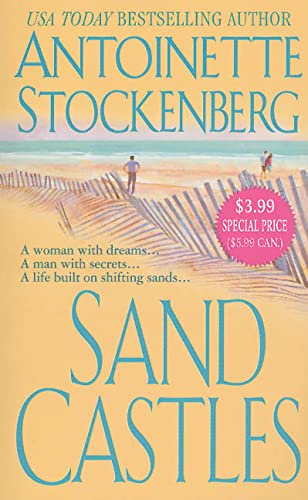 USA TODAY BESTSELLING AUTHOR
ANTOINETTE
STOCKENBERG
$3.99
SPECIAL PRICE
($5.99 CAN.)
A woman with dreams...
A man with secrets...
A life built on shifting sands...
SAND
CASTLES